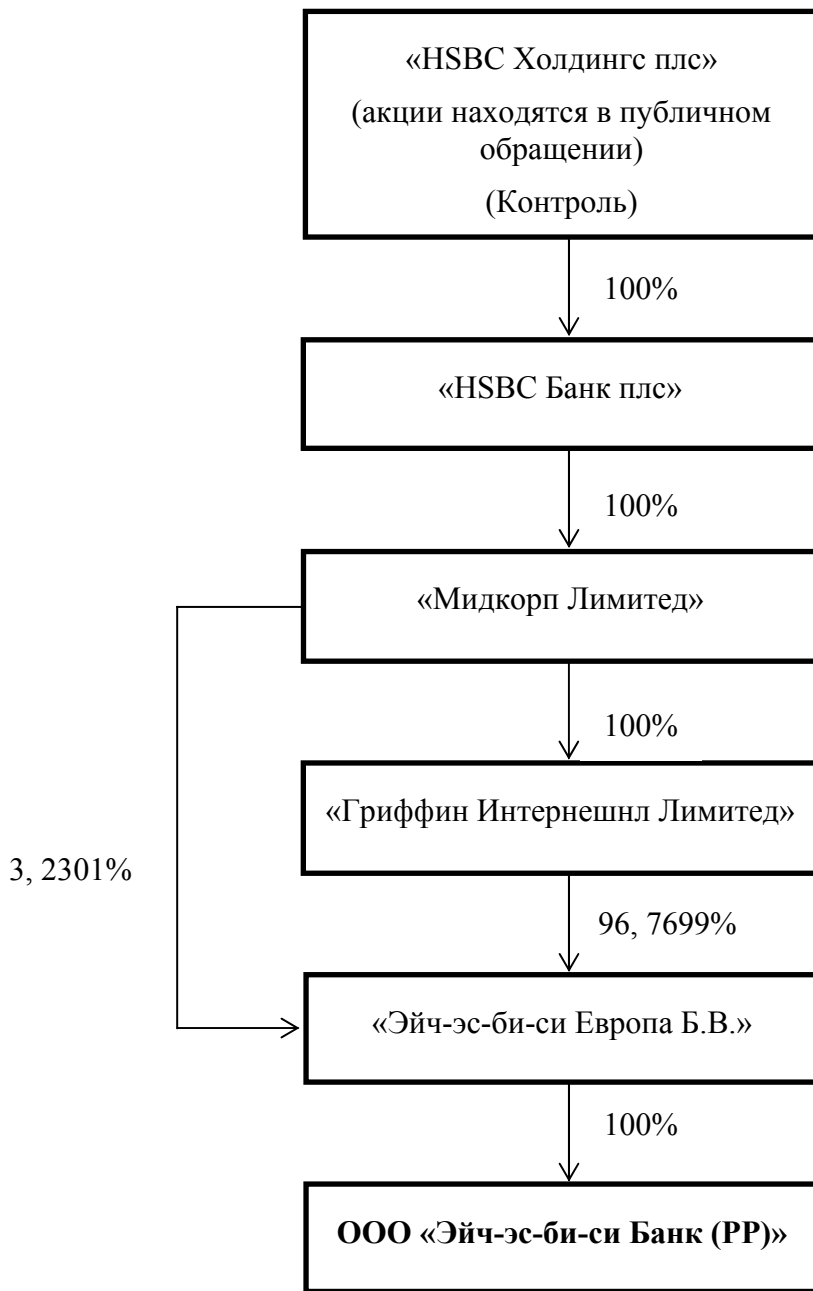 «HSBC Холдингс плс»
(акции находятся в публичном
обращении)
(Контроль)
100%
«HSBC Банк плс»
100%
«Мидкорп Лимитед»
100%
«Гриффин Интернешнл Лимитед»
3, 2301%
96, 7699%
«Эйч-эс-би-си Европа Б.В.»
100%
ООО «Эйч-эс-би-си Банк (РР)»